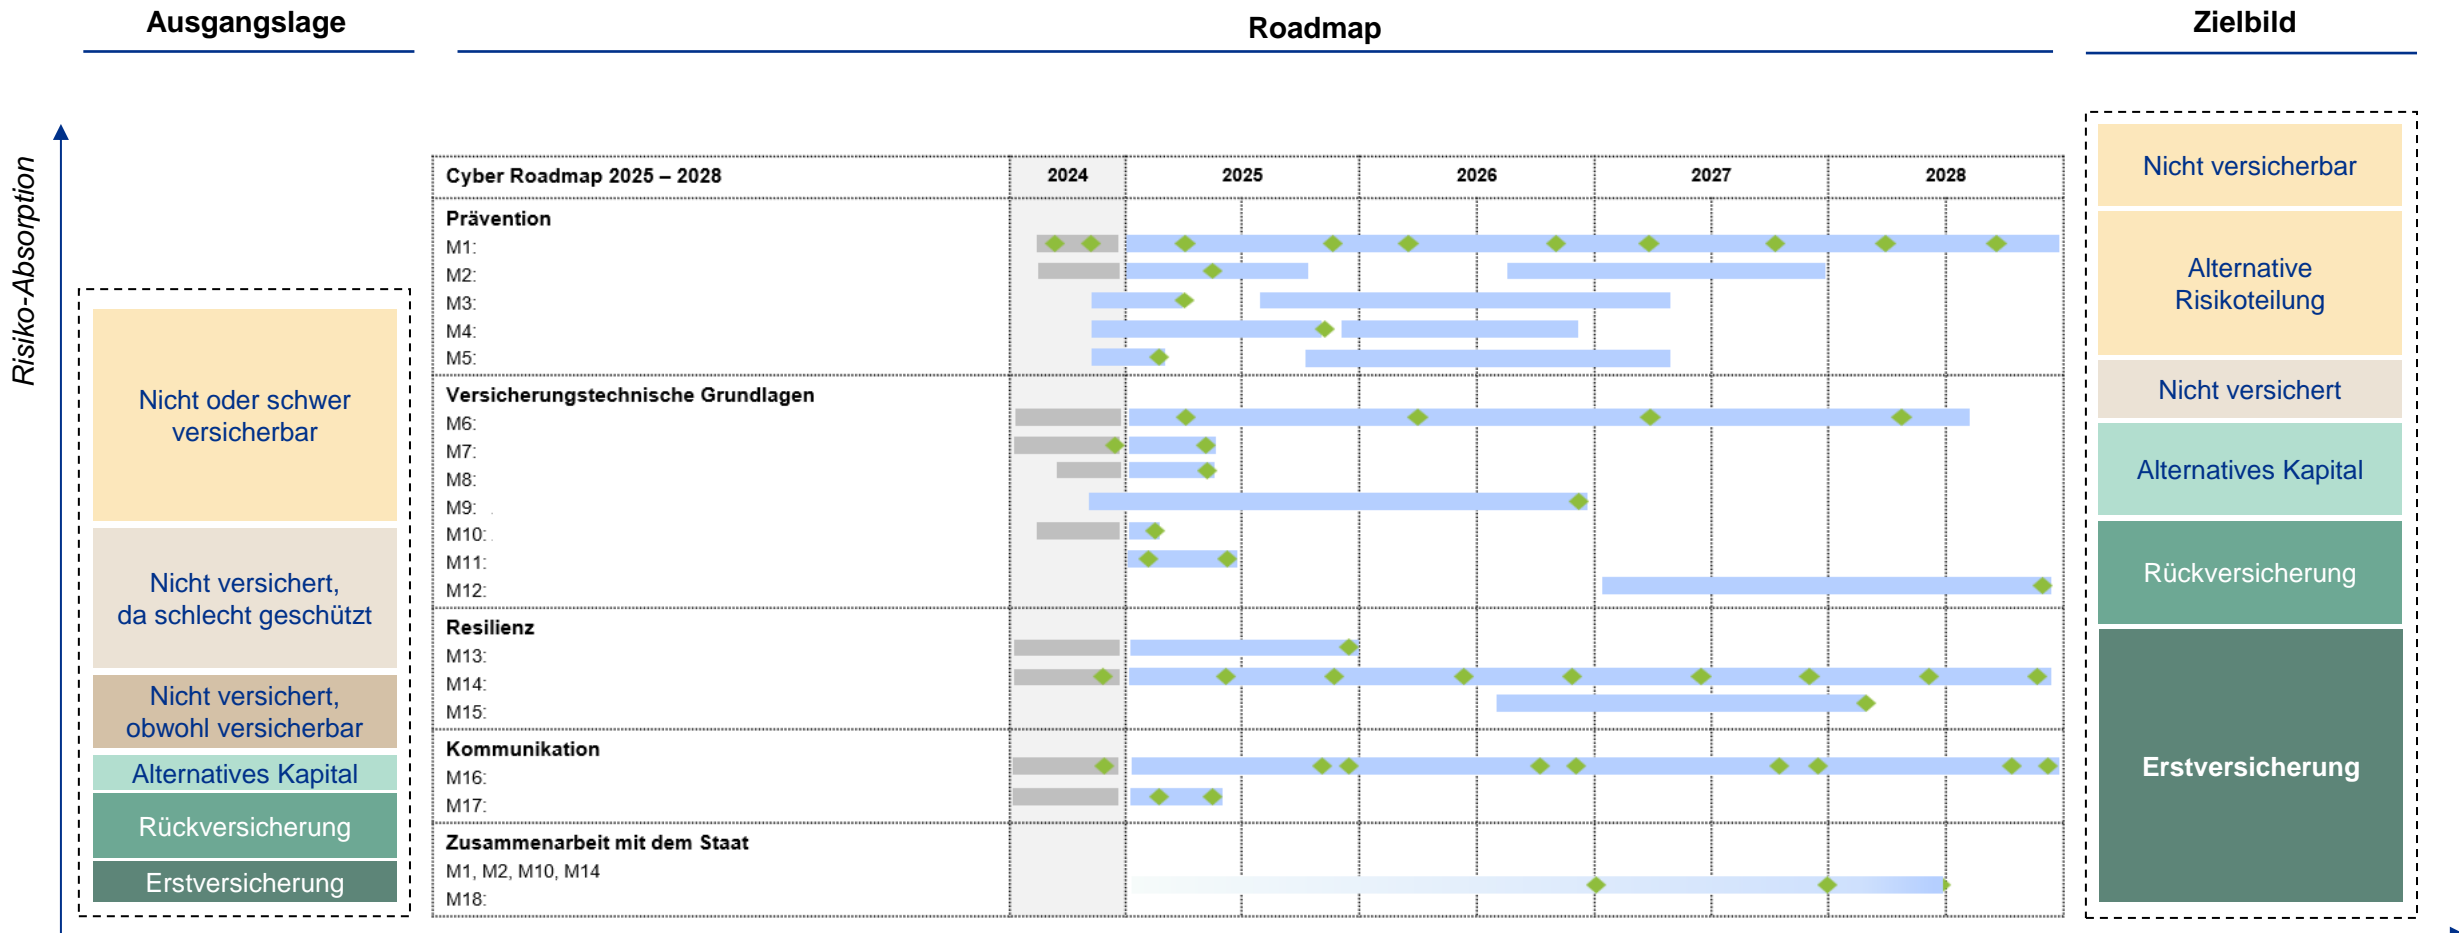 Ausgangslage
Roadmap
Zielbild
Risiko-Absorption
Nicht oder schwer
versicherbar
Nicht versichert,
da schlecht geschützt
Nicht versichert,
obwohl versicherbar
Alternatives Kapital
Rückversicherung
Erstversicherung
Cyber Roadmap 2025 – 2028
2024
2025
2026
2027
2028
Prävention
M1:
M2:
M3:
M4:
M5:
Versicherungstechnische Grundlagen
M6:
M7:
M8:
M9:
M10:
M11:
M12:
Resilienz
M13:
M14:
M15:
Kommunikation
M16:
M17:
Zusammenarbeit mit dem Staat
M1, M2, M10, M14
M18:
Nicht versicherbar
Alternative
Risikoteilung
Nicht versichert
Alternatives Kapital
Rückversicherung
Erstversicherung